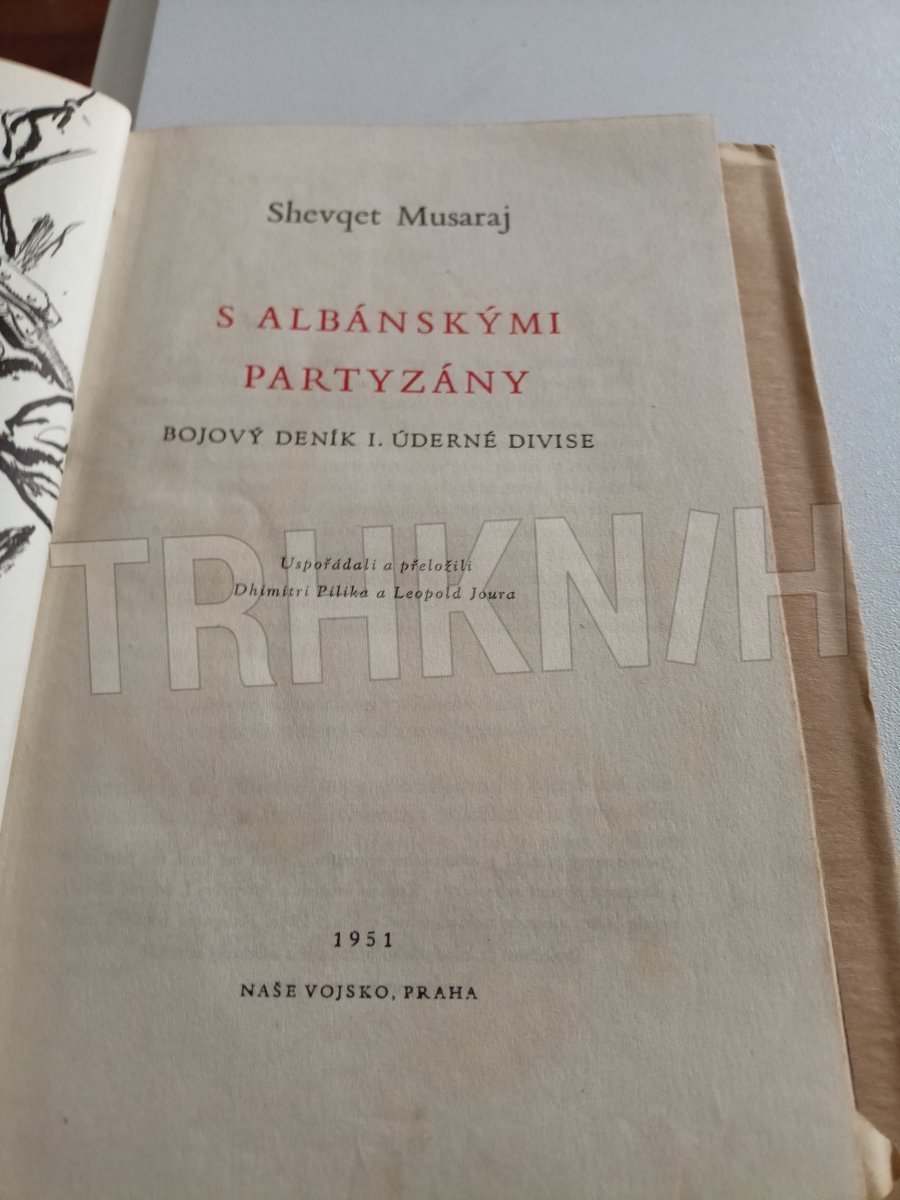 Shevqet Musaraj
S ALBÁNSKÝMI
PARTYZÁNY
BOJOVÝ DENÍK I. ÚDERNÉ DIVISE
Uspořádali a přeložili
Dhimitri Pilika a Leopold Joura
TRHKNIH
1951
NAŠE VOJSKO, PRAHA